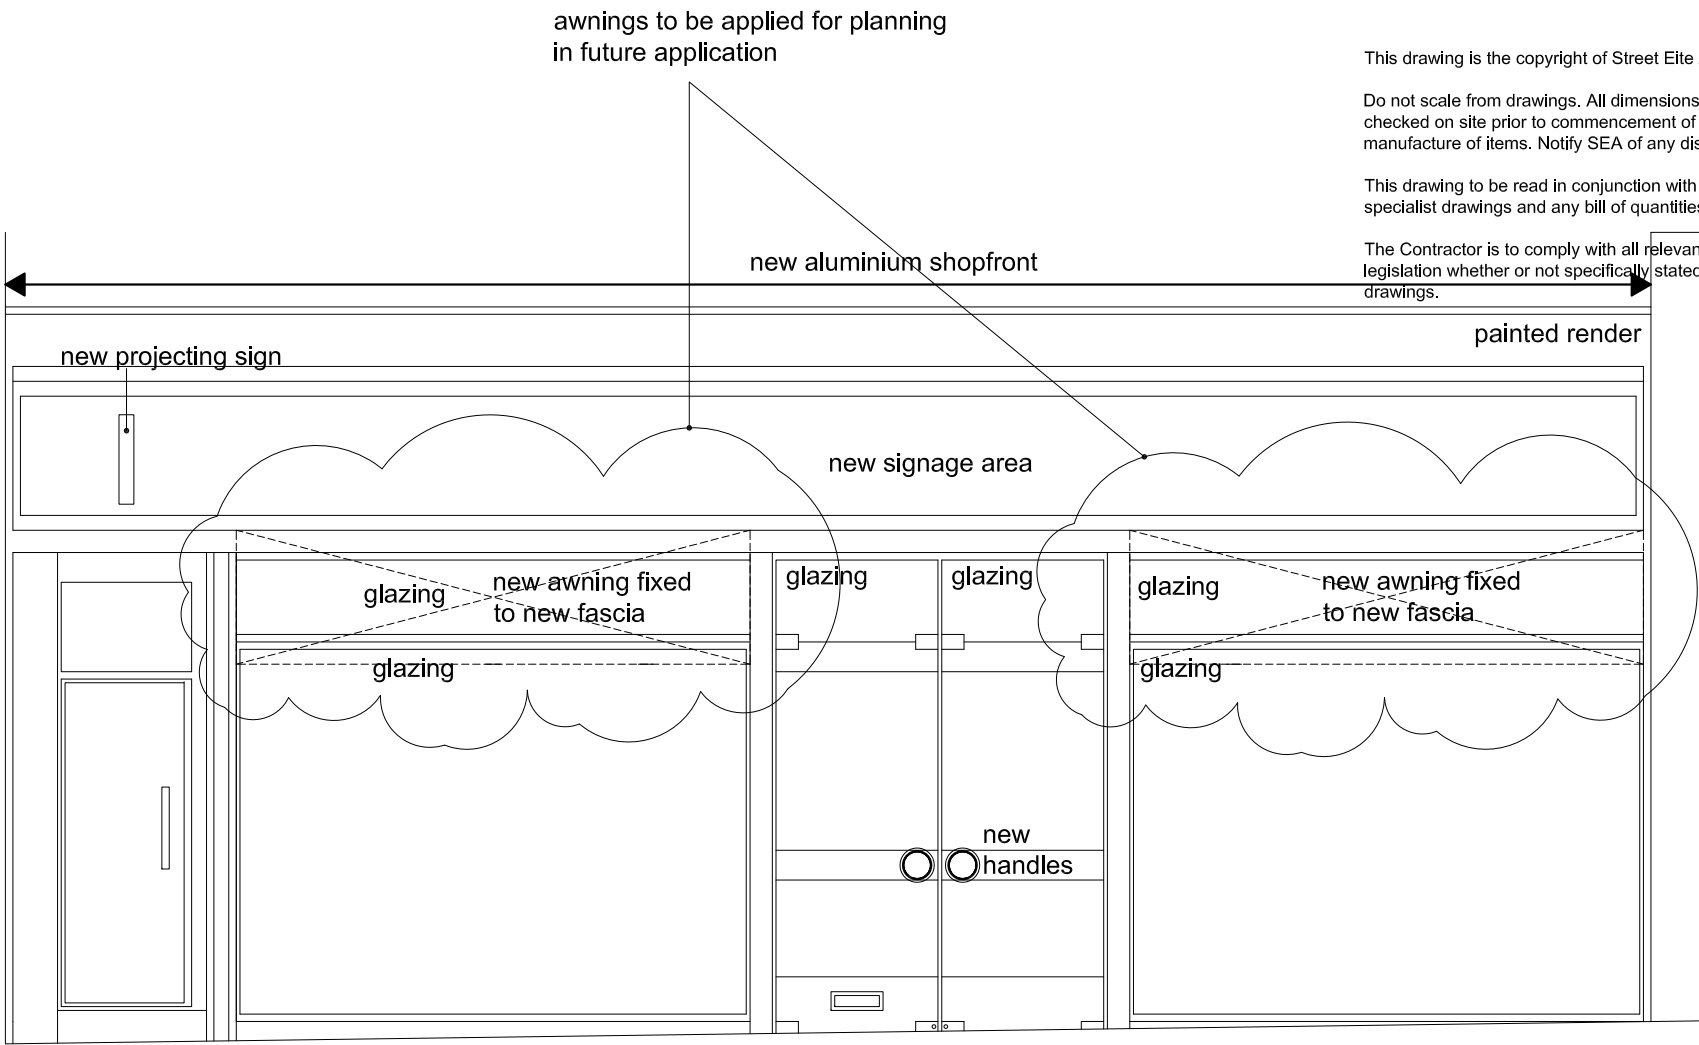 awnings to be applied for planning
in future application
This drawing is the copyright of Street Eite
Do not scale from drawings. All dimensions
checked on site prior to commencement of
manufacture of items. Notify SEA of any
This drawing to be read in conjunction with
specialist drawings and any bill of quantities
The Contractor is to comply with all relevan
legislation whether or not specifically stated
drawings.
new aluminium shopfront
painted render
new projecting sign
new signage area
glazing
new awning fixed
to new fascia
glazing
glazing
glazing
glazing
new awning fixed
to new fascia
glazing
new
handles